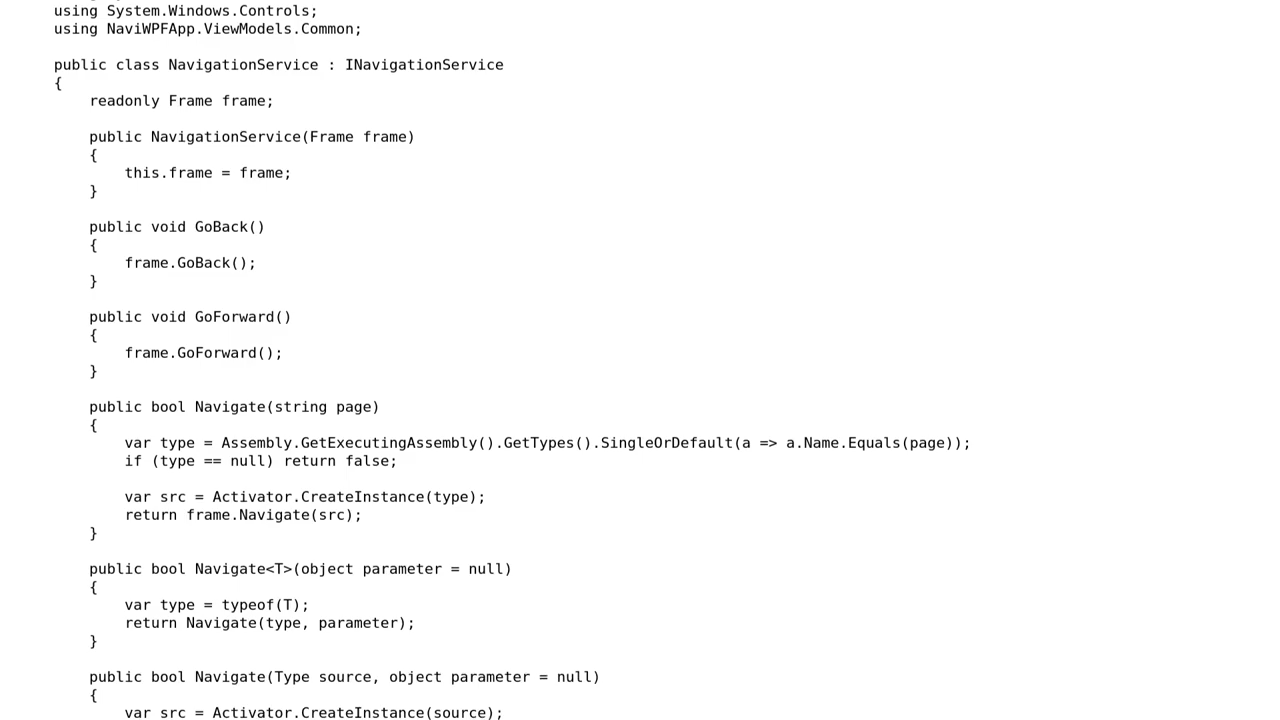 using System.Windows.Controls;
using NaviWPFApp.ViewModels.Common;

public class NavigationService : INavigationService
{
    readonly Frame frame;

    public NavigationService(Frame frame)
    {
        this.frame = frame;
    }

    public void GoBack()
    {
        frame.GoBack();
    }

    public void GoForward()
    {
        frame.GoForward();
    }

    public bool Navigate(string page)
    {
        var type = Assembly.GetExecutingAssembly().GetTypes().SingleOrDefault(a => a.Name.Equals(page));
        if (type == null) return false;

        var src = Activator.CreateInstance(type);
        return frame.Navigate(src);
    }

    public bool Navigate<T>(object parameter = null)
    {
        var type = typeof(T);
        return Navigate(type, parameter);
    }

    public bool Navigate(Type source, object parameter = null)
    {
        var src = Activator.CreateInstance(source);